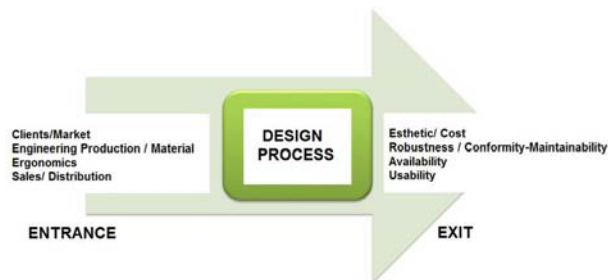 Clients/Market
Engineering Production / Material
Ergonomics
Sales/ Distribution
ENTRANCE
DESIGN
PROCESS
Esthetic/ Cost
Robustness / Conformity-Maintainability
Availability
Usability
EXIT